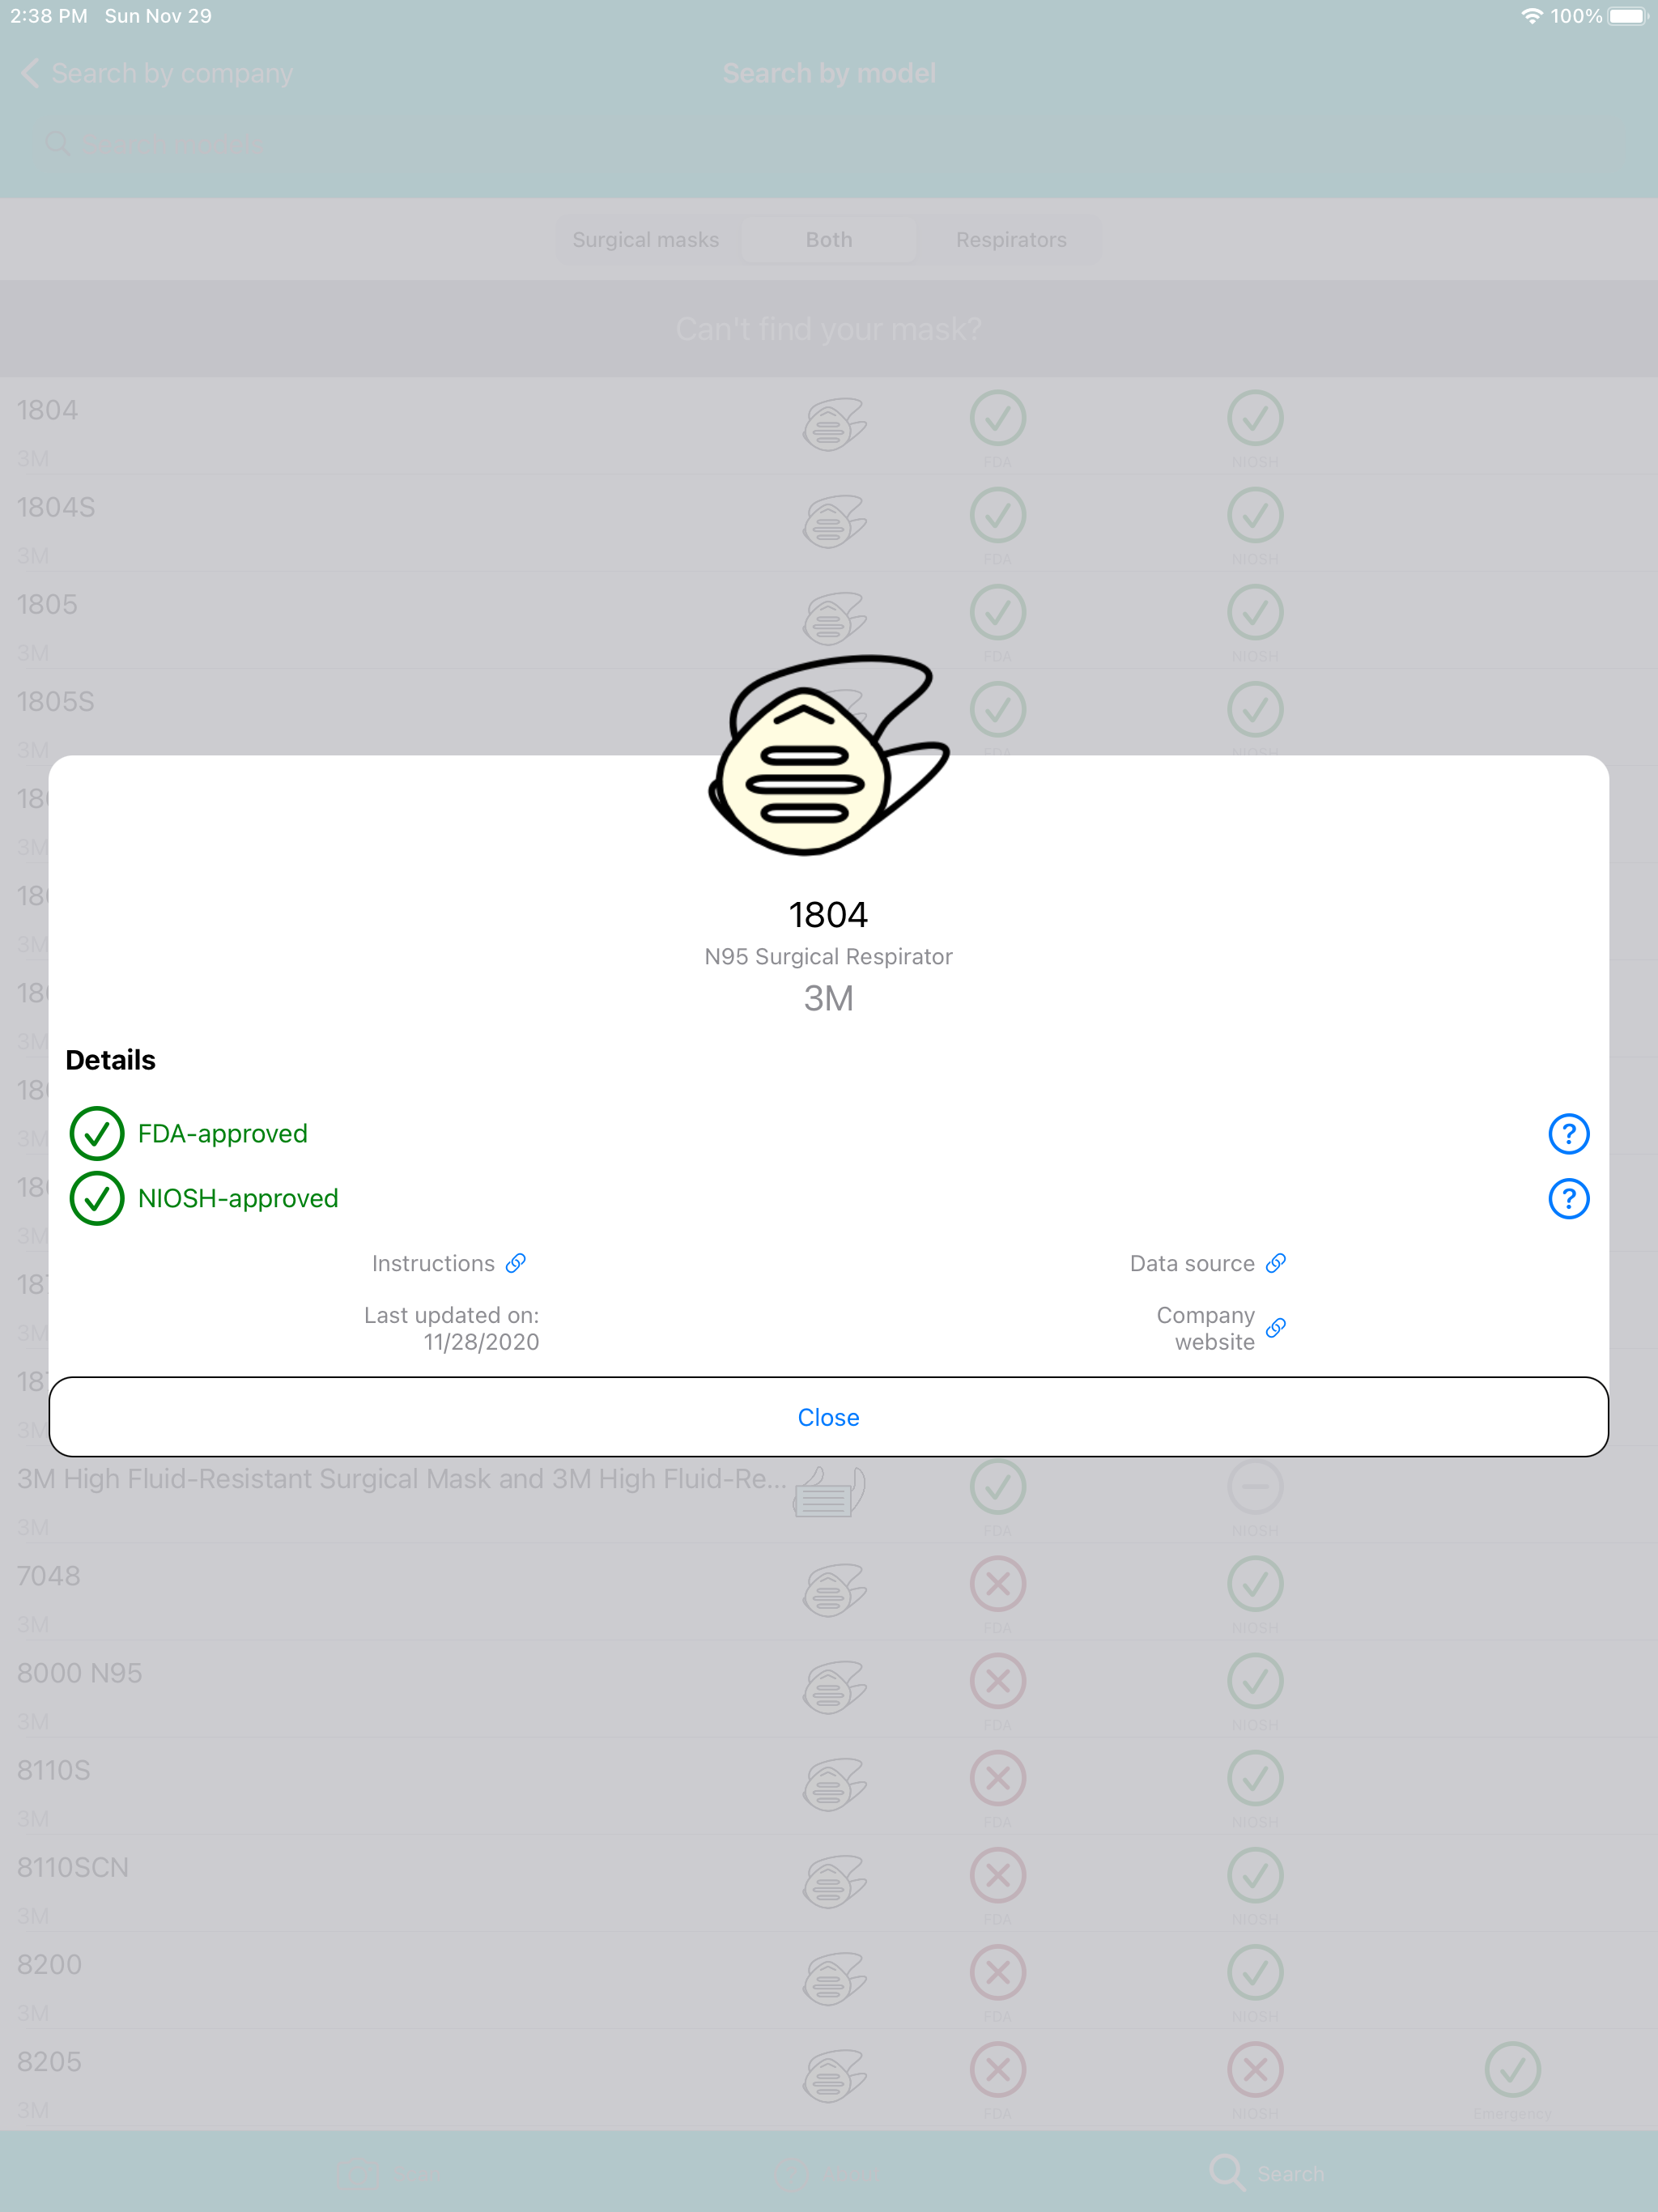 2:38 PM Sun Nov 29
100%
Search by company
Search by model
Surgical masks
Both
Respirators
Can't find your mask?
1804
3M
FDA
NIOSH
1804S
3M
FDA
NIOSH
1805
3M
FDA
NIOSH
1805S
3M
1804
N95 Surgical Respirator
3M
Details
FDA-approved
?
NIOSH-approved
?
Instructions
Data source
Last updated on:
11/28/2020
Company
website
Close
3M High Fluid-Resistant Surgical Mask and 3M High Fluid-Re...
3M
FDA
NIOSH
7048
3M
FDA
NIOSH
8000 N95
3M
FDA
NIOSH
8110S
3M
FDA
NIOSH
8110SCN
3M
FDA
NIOSH
8200
3M
FDA
NIOSH
8205
3M
FDA
NIOSH
Emergency
Search